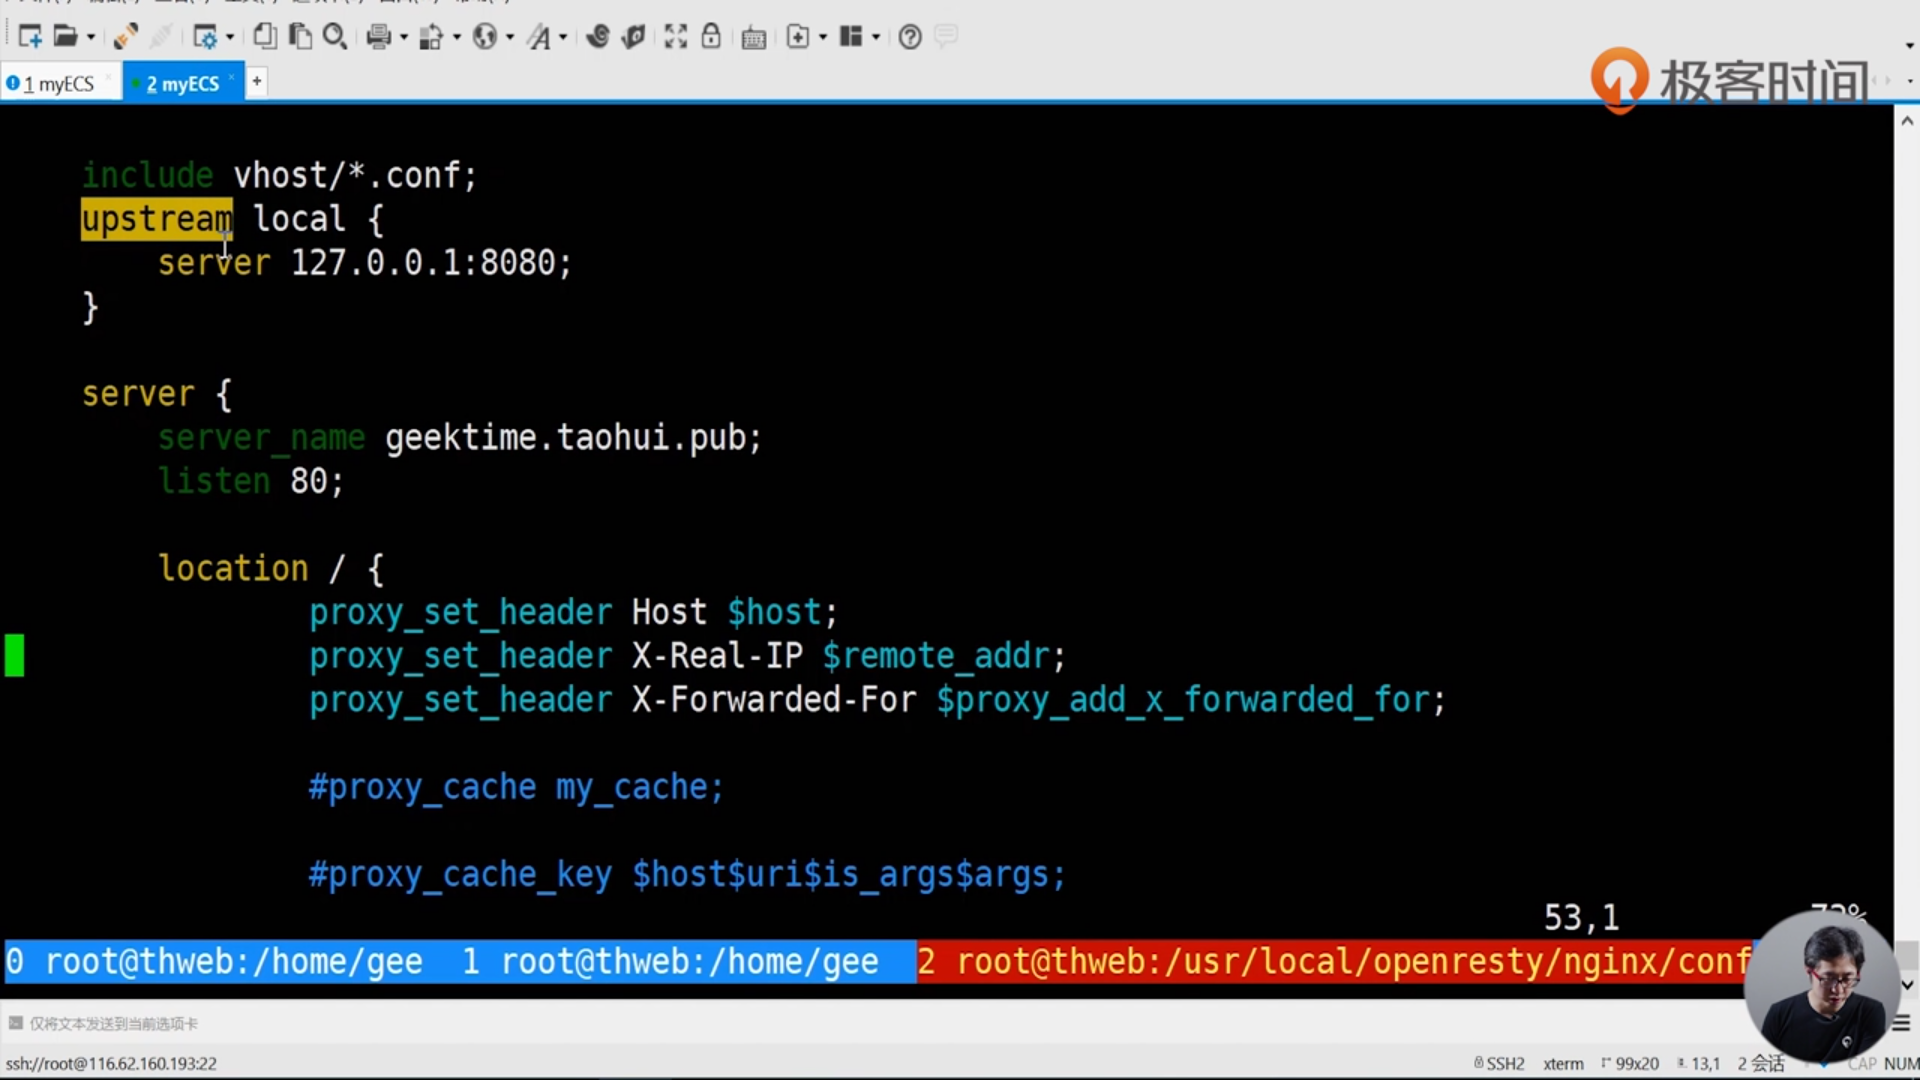 1 myECS
2 myECS
+
极客时间
include vhost/*.conf;
upstream local {
server 127.0.0.1:8080;
}
server {
server_name geektime.taohui.pub;
listen 80;
location / {
proxy_set_header Host $host;
proxy_set_header X-Real-IP $remote_addr;
proxy_set_header X-Forwarded-For $proxy_add_x_forwarded_for;
#proxy_cache my_cache;
#proxy_cache_key $host$uri$is_args$args;
53,1
0 root@thweb:/home/gee 1 root@thweb:/home/gee 2 root@thweb:/usr/local/openresty/nginx/conf
仅将文本发送到当前选项卡
ssh://root@116.62.160.193:22
SSH2 xterm 99x20 13,1 2 会话 CAP NUM